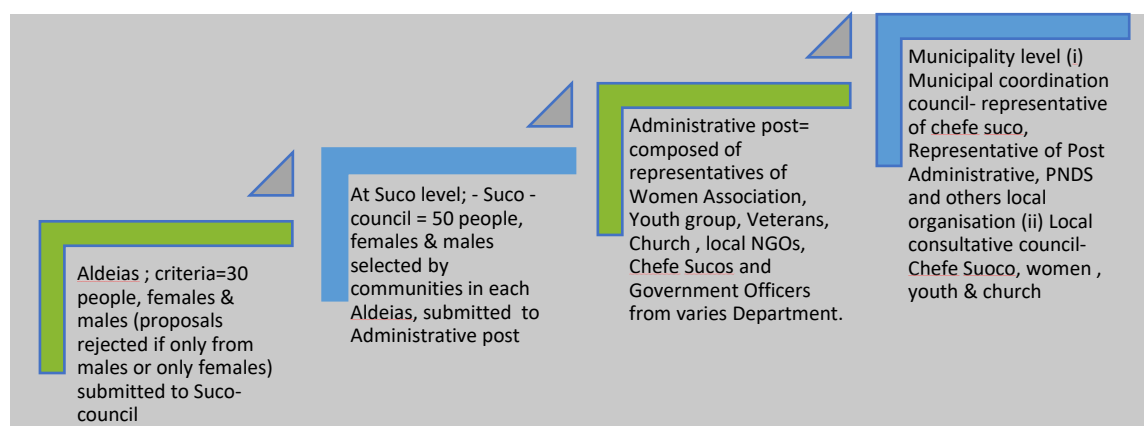 Aldeias ; criteria=30
people, females &
males (proposals
rejected if only from
males or only females)
submitted to Suco-
council
At Suco level; - Suco -
council = 50 people,
females & males
selected by
communities in each
Aldeias, submitted  to
Administrative post
Administrative post=
composed of
representatives of
Women Association,
Youth group, Veterans,
Church , local NGOs,
Chefe Sucos and
Government Officers
from varies Department.
Municipality level (i)
Municipal coordination
council- representative
of chefe suco,
Representative of Post
Administrative, PNDS
and others local
organisation (ii) Local
consultative council-
Chefe Suoco, women ,
youth & church